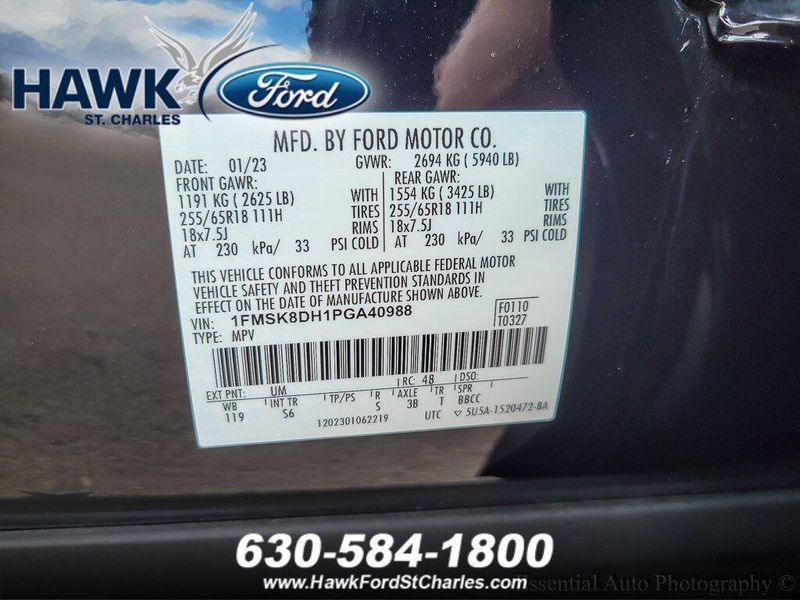 HAWK Ford
ST. CHARLES
MFD. BY FORD MOTOR CO.
DATE: 01/23 GVWR: 2694 KG ( 5940 LB)
FRONT GAWR: REAR GAWR:
1191 KG ( 2625 LB) WITH 1554 KG ( 3425 LB) WITH
255/65R18 111H TIRES 255/65R18 111H TIRES
18x7.5J RIMS 18x7.5J RIMS
AT 230 kPa/ 33 PSI COLD AT 230 kPa/ 33 PSI COLD
THIS VEHICLE CONFORMS TO ALL APPLICABLE FEDERAL MOTOR
VEHICLE SAFETY AND THEFT PREVENTION STANDARDS IN
EFFECT ON THE DATE OF MANUFACTURE SHOWN ABOVE.
VIN: 1FMSK8DH1PGA40988 F0110
TYPE: MPV T0327
EXT PNT: UM RC: 48 DSO:
WB INT TR TP/PS R AXLE TR SPR
119 S6 S 3B T BBCC
1202301062219 UTC ▽ 5U5A-1520472-BA
630-584-1800
www.HawkFordStCharles.com
Essential Auto Photography ©